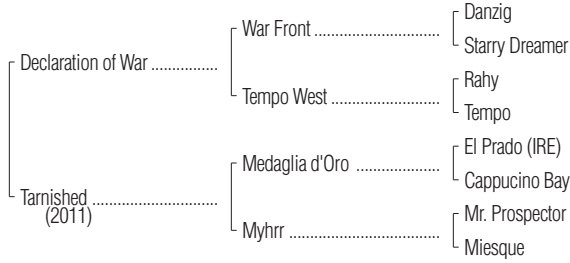 Danzig
War Front ................................
Starry Dreamer
Declaration of War .................
Rahy
Tempo West ............................
Tempo
El Prado (IRE)
Medaglia d'Oro .....................
Cappucino Bay
Tarnished ................................
(2011)
Mr. Prospector
Myhrr .......................................
Miesque